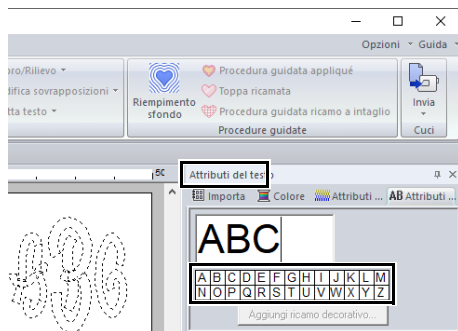 Opzioni Guida
oro/Rilievo
difica sovrapposizioni
tta testo
Riempimento
sfondo
Procedura guidata appliqué
Toppa ricamata
Procedura guidata ricamo a intaglio
Invia
Procedure guidate
Cuci
50
Attributi del testo
Importa Colore Attributi ... AB Attributi ...
ABC
A B C D E F G H I J K L M
N O P Q R S T U V W X Y Z
Aggiungi ricamo decorativo...